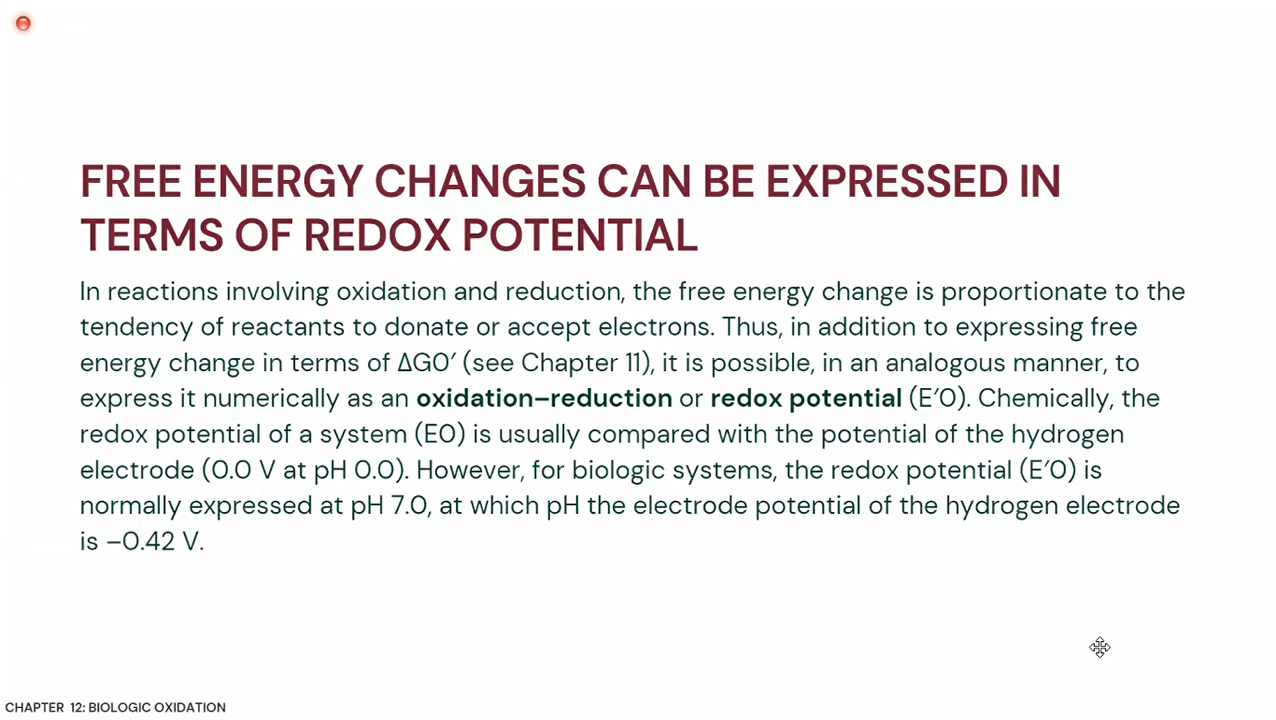 FREE ENERGY CHANGES CAN BE EXPRESSED IN
TERMS OF REDOX POTENTIAL
In reactions involving oxidation and reduction, the free energy change is proportionate to the
tendency of reactants to donate or accept electrons. Thus, in addition to expressing free
energy change in terms of ΔG0′ (see Chapter 11), it is possible, in an analogous manner, to
express it numerically as an oxidation–reduction or redox potential (E′0). Chemically, the
redox potential of a system (E0) is usually compared with the potential of the hydrogen
electrode (0.0 V at pH 0.0). However, for biologic systems, the redox potential (E′0) is
normally expressed at pH 7.0, at which pH the electrode potential of the hydrogen electrode
is –0.42 V.
CHAPTER 12: BIOLOGIC OXIDATION